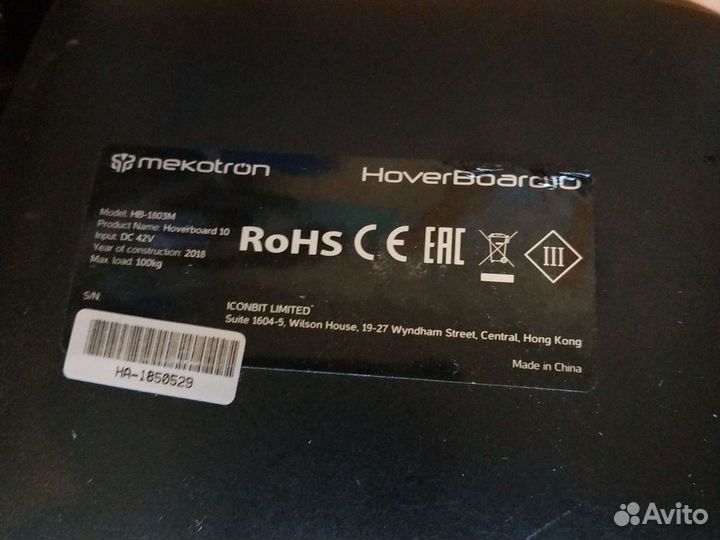 mekotron
HoverBoard10
Model: HB-1803M
Product Name: Hoverboard 10
Input: DC 42V
Year of construction: 2018
Max. load: 100kg
RoHS CE EAC
III
S/N:
ICONBIT LIMITED
Suite 1604-5, Wilson House, 19-27 Wyndham Street, Central, Hong Kong
Made in China
HA-1850529
Avito